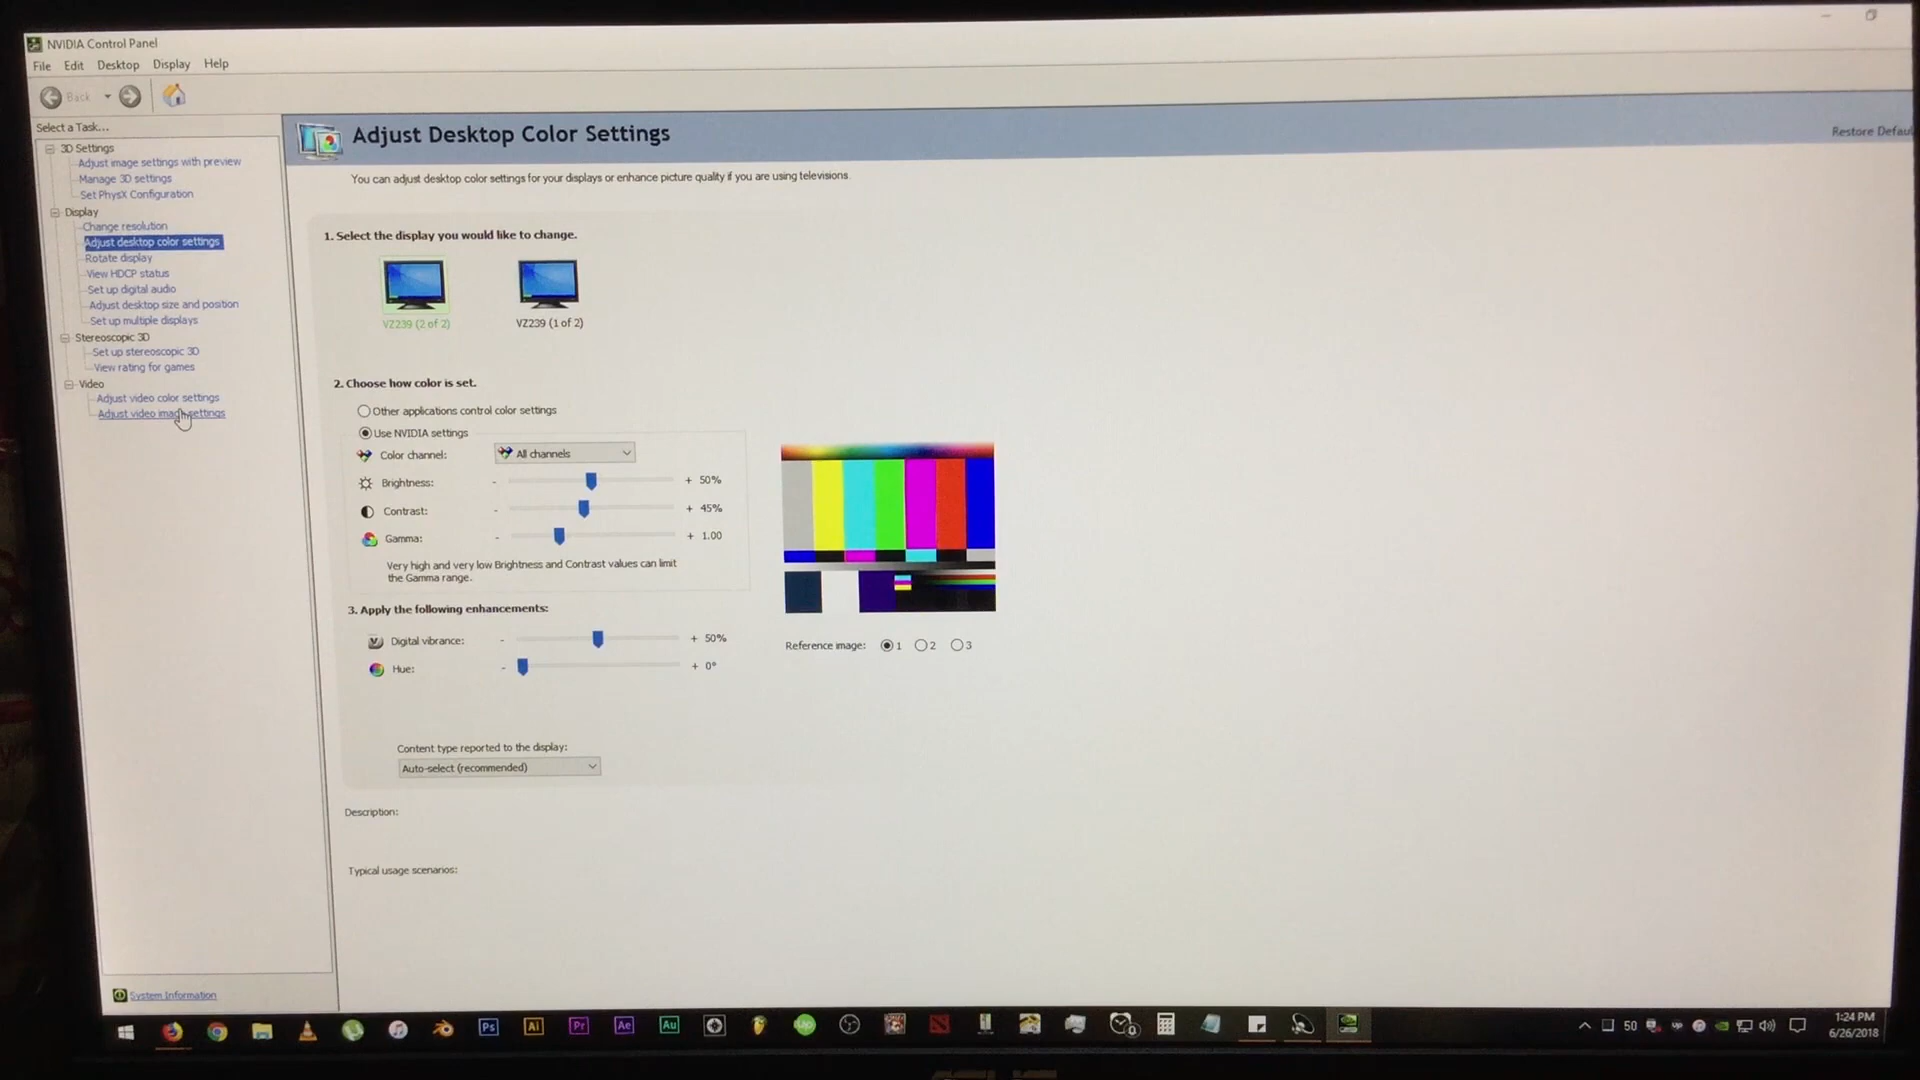 NVIDIA Control Panel
File Edit Desktop Display Help
Back
Select a Task...
3D Settings
Adjust image settings with preview
Manage 3D settings
Set PhysX Configuration
Display
Change resolution
Adjust desktop color settings
Rotate display
View HDCP status
Set up digital audio
Adjust desktop size and position
Set up multiple displays
Stereoscopic 3D
Set up stereoscopic 3D
View rating for games
Video
Adjust video color settings
Adjust video image settings
System Information
Adjust Desktop Color Settings
Restore Defau
You can adjust desktop color settings for your displays or enhance picture quality if you are using televisions.
1. Select the display you would like to change.
VZ239 (2 of 2) VZ239 (1 of 2)
2. Choose how color is set.
Other applications control color settings
Use NVIDIA settings
Color channel: All channels
Brightness: - + 50%
Contrast: - + 45%
Gamma: - + 1.00
Very high and very low Brightness and Contrast values can limit
the Gamma range.
3. Apply the following enhancements:
Digital vibrance: - + 50%
Hue: - + 0°
Reference image: 1 2 3
Content type reported to the display:
Auto-select (recommended)
Description:
Typical usage scenarios:
Ps Ai Pr Ae Au
50
1:24 PM
6/26/2018